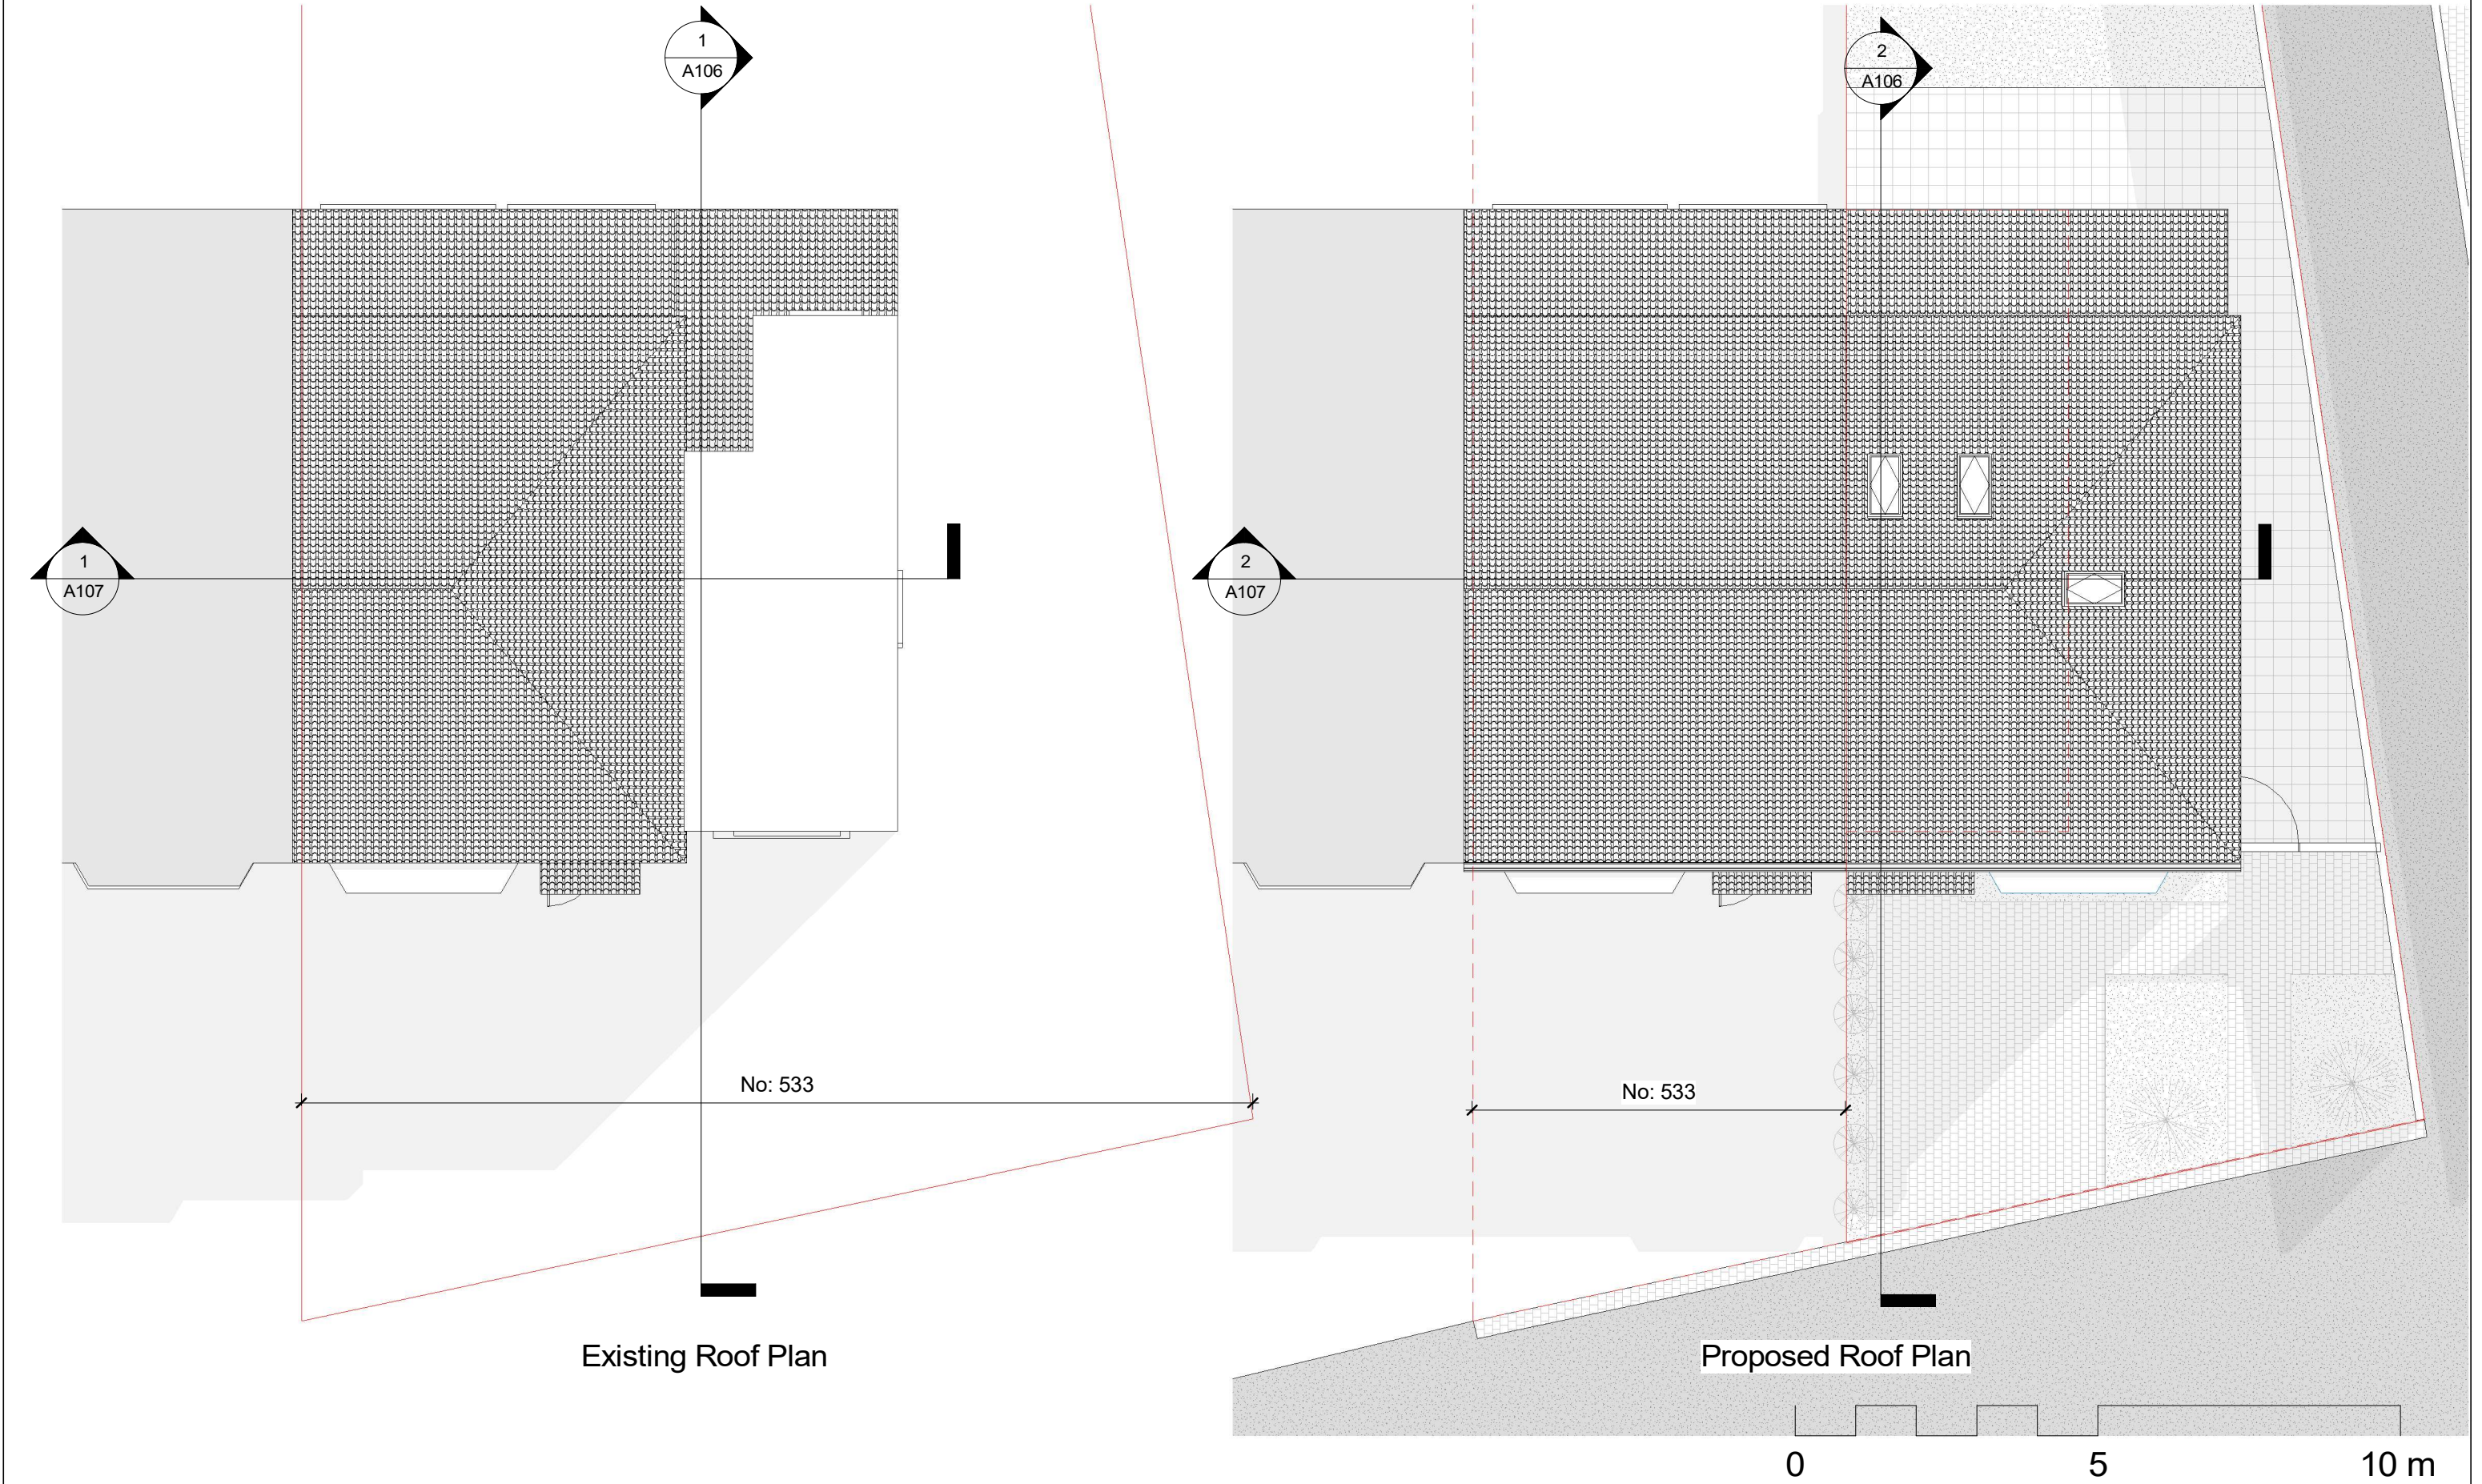 1
A106
2
A106
1
A107
2
A107
No: 533
No: 533
Existing Roof Plan
Proposed Roof Plan
0 5 10 m